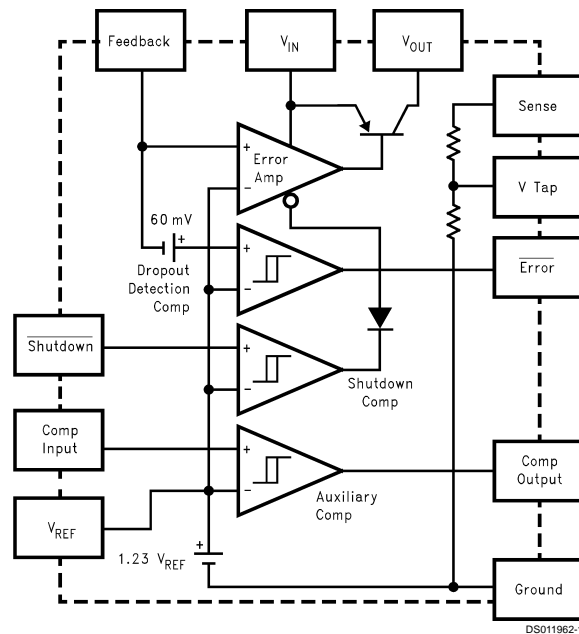 Feedback
VIN
VOUT
Sense
V Tap
Error
Shutdown
Comp
Input
VREF
Comp
Output
Ground
+
Error
Amp
−
60 mV
+
+
Dropout
Detection
Comp
−
+
−
Shutdown
Comp
+
−
Auxiliary
Comp
+
1.23 VREF
DS011962-